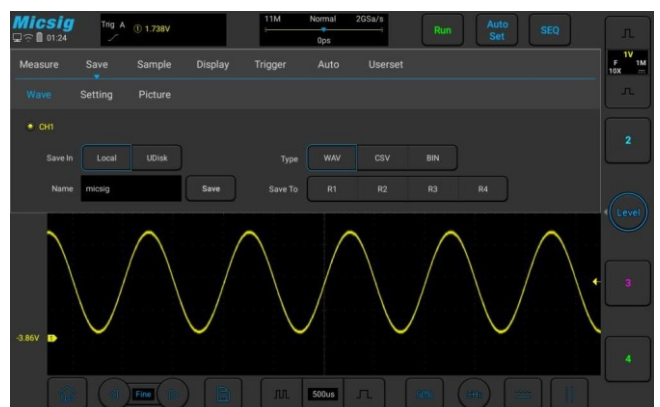 Micsig Trig A ① 1.738V 11M Normal 2GSa/s Run Auto Set SEQ
01:24 0ps
Measure Save Sample Display Trigger Auto Userset
1V
F 1M
10X
Wave Setting Picture
CH1
2
Save In Local UDisk Type WAV CSV BIN
Name micsig Save Save To R1 R2 R3 R4
Level
3
-3.86V
4
Fine 500us